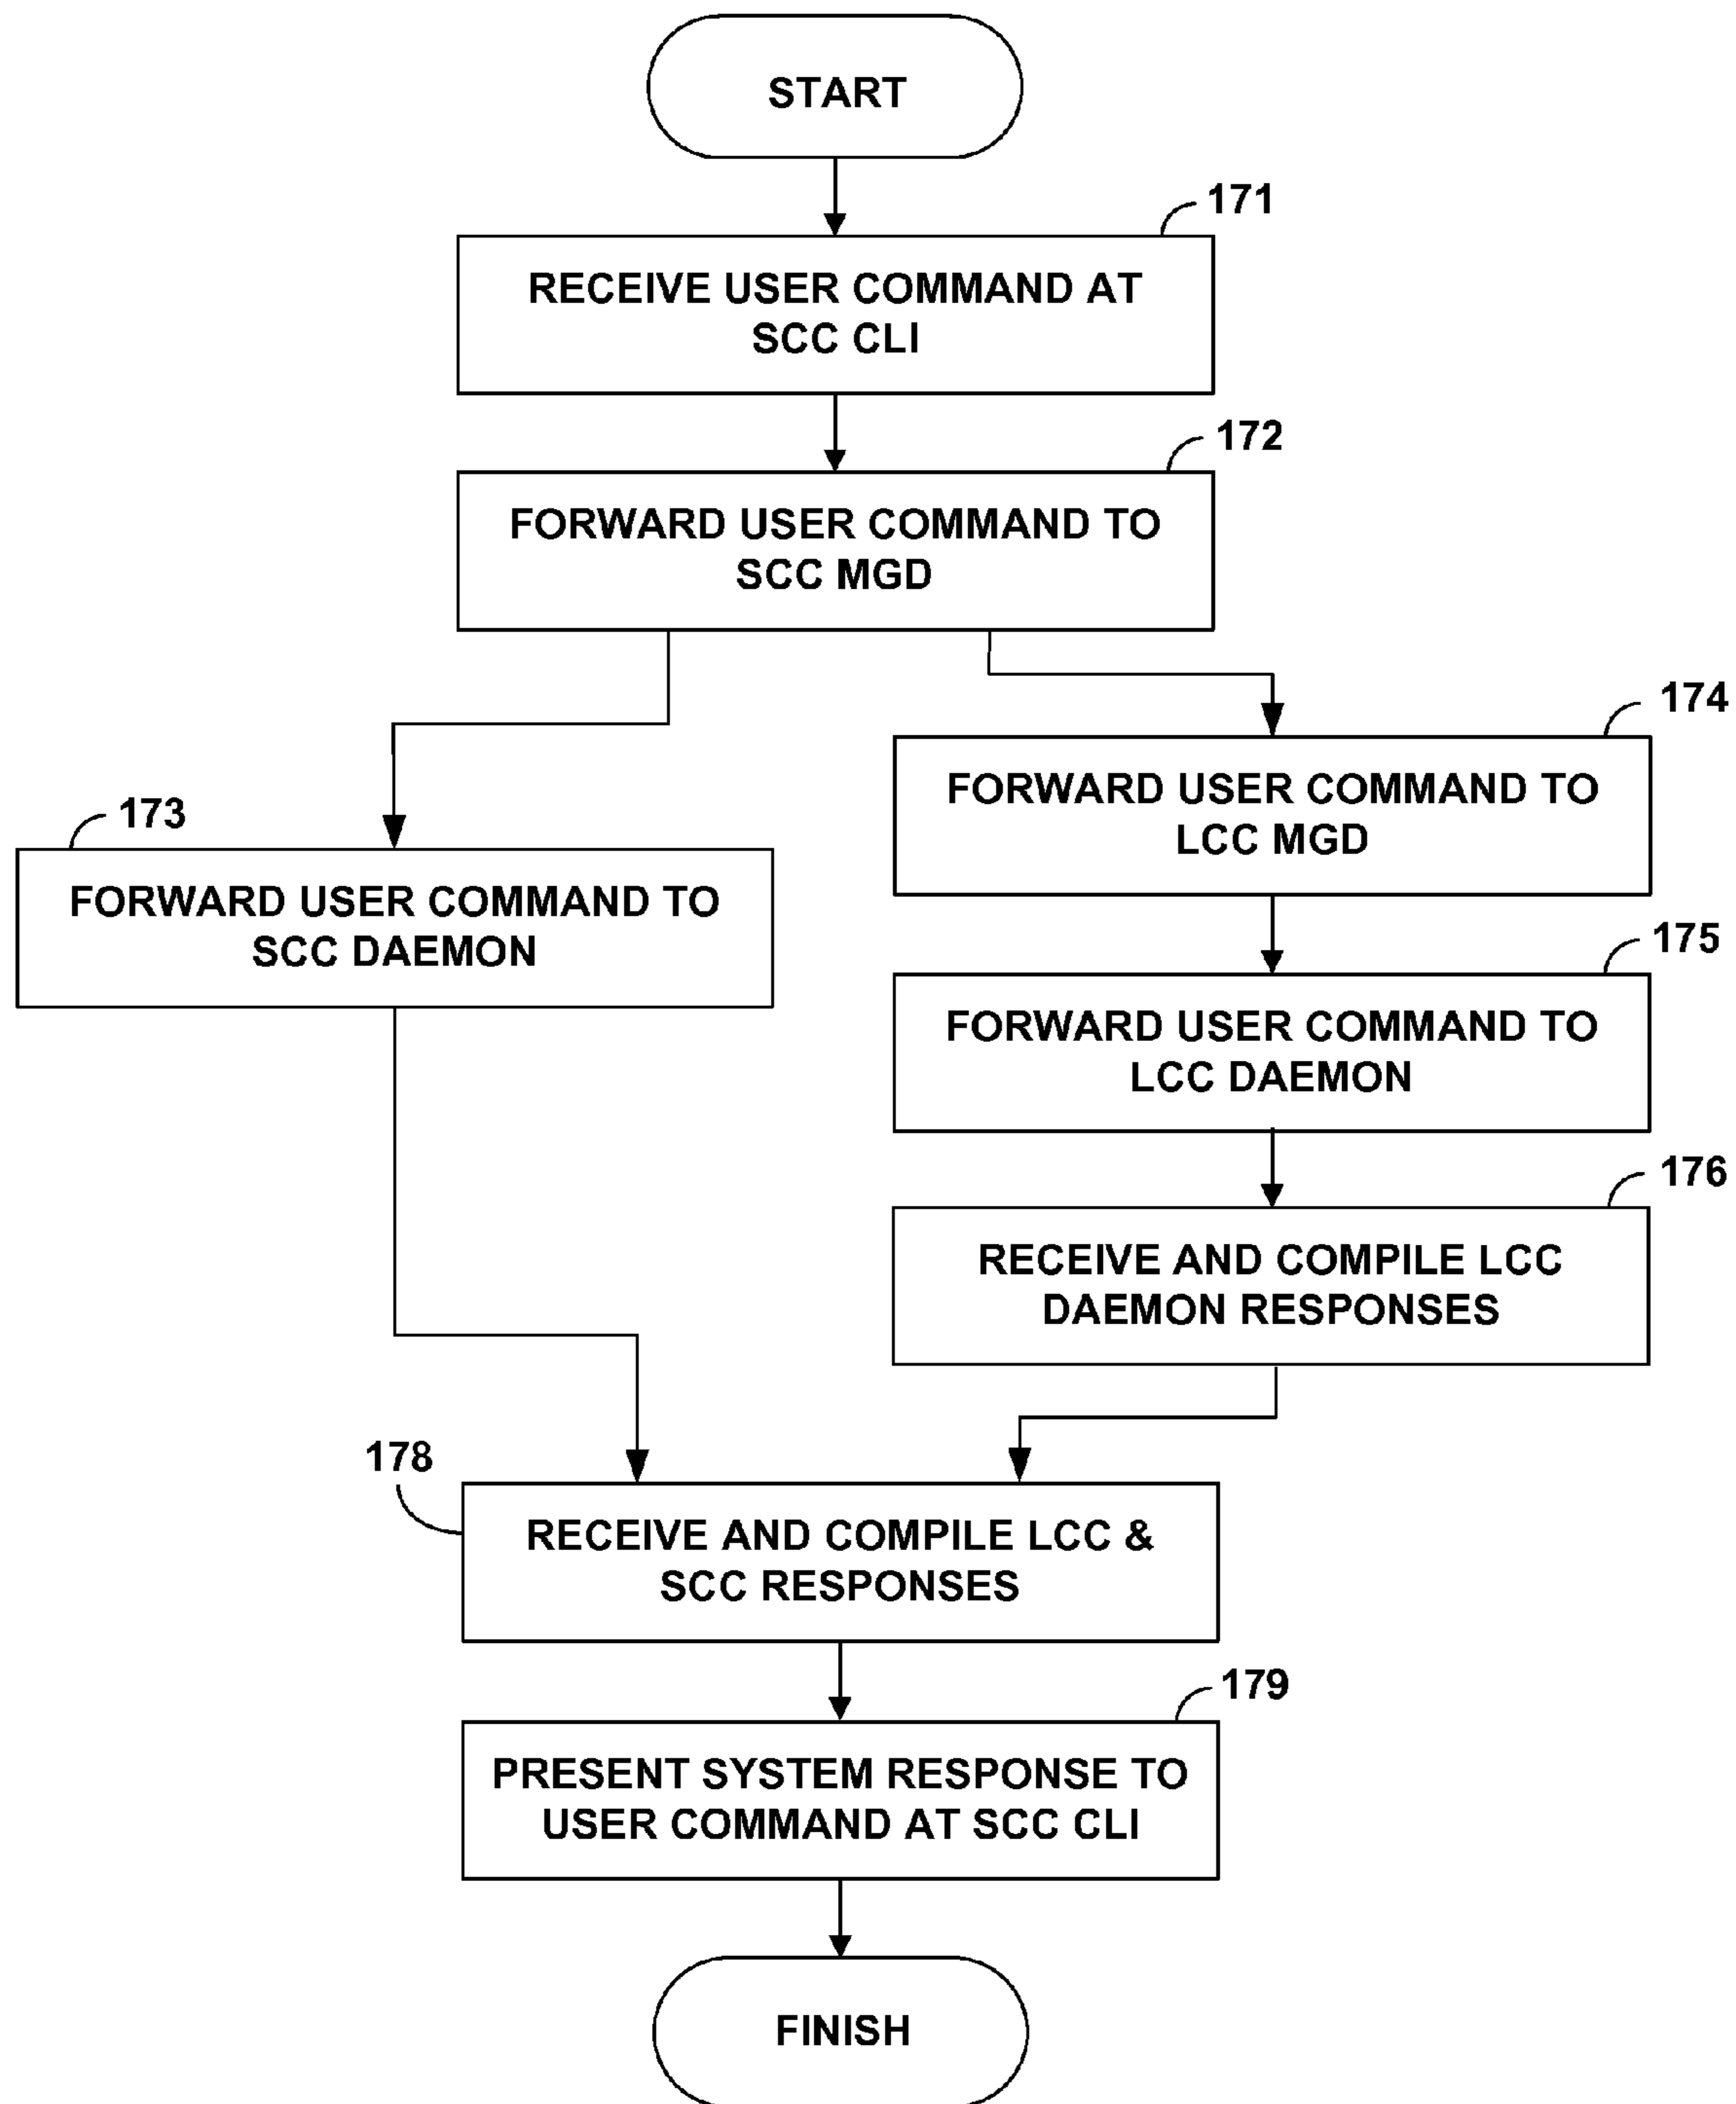 START
171
RECEIVE USER COMMAND AT
SCC CLI
172
FORWARD USER COMMAND TO
SCC MGD
174
FORWARD USER COMMAND TO
LCC MGD
173
FORWARD USER COMMAND TO
SCC DAEMON
175
FORWARD USER COMMAND TO
LCC DAEMON
176
RECEIVE AND COMPILE LCC
DAEMON RESPONSES
178
RECEIVE AND COMPILE LCC &
SCC RESPONSES
179
PRESENT SYSTEM RESPONSE TO
USER COMMAND AT SCC CLI
FINISH